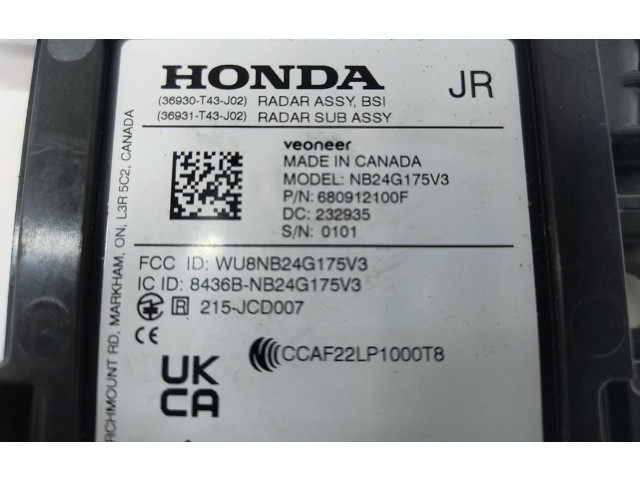 HONDA JR
(36930-T43-J02) RADAR ASSY, BSI
(36931-T43-J02) RADAR SUB ASSY
veoneer
MADE IN CANADA
MODEL: NB24G175V3
P/N: 680912100F
DC: 232935
S/N: 0101
FCC ID: WU8NB24G175V3
IC ID: 8436B-NB24G175V3
R 215-JCD007
CE
CCAF22LP1000T8
UK
CA
RCHMOUNT RD, MARKHAM, ON, L3R 5C2, CANADA